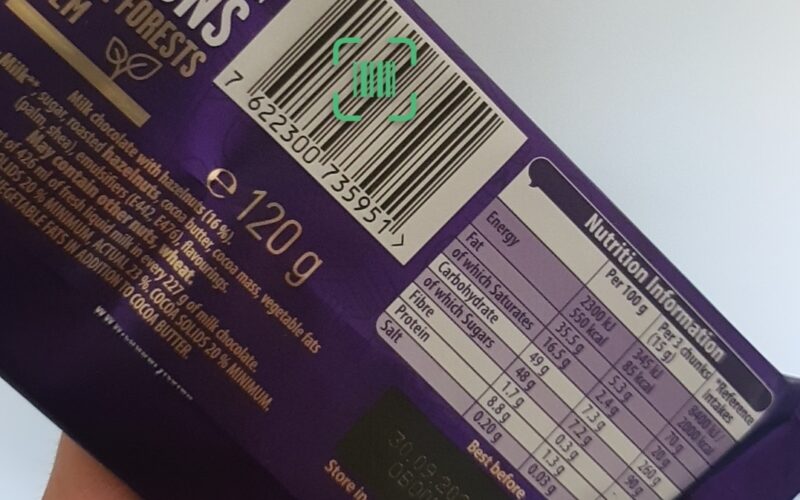 NS
FORESTS
Milk**, sugar, roasted hazelnuts, cocoa butter, cocoa mass, vegetable fats
(palm, shea), emulsifiers (E442, E476), flavourings.
May contain other nuts, wheat.
Milk chocolate with hazelnuts (16 %).
of 426 ml of fresh liquid milk in every 227 g of milk chocolate.
20 % MINIMUM, ACTUAL 23 %, COCOA SOLIDS 20 % MINIMUM.
VEGETABLE FATS IN ADDITION TO COCOA BUTTER.
www.
7 622300 735951 >
e 120 g
Nutrition Information
Per 100 g Per 3 chunks (15 g) *Reference Intakes
Energy 2300 kJ 345 kJ 8400 kJ /
550 kcal 85 kcal 2000 kcal
Fat 35.5 g 5.3 g 70 g
of which Saturates 16.5 g 2.4 g 20 g
Carbohydrate 49 g 7.3 g 260 g
of which Sugars 48 g 7.2 g 90 g
Fibre 1.7 g 0.3 g
Protein 8.8 g 1.3 g
Salt 0.20 g 0.03 g
Best before
Store in
30.09.20